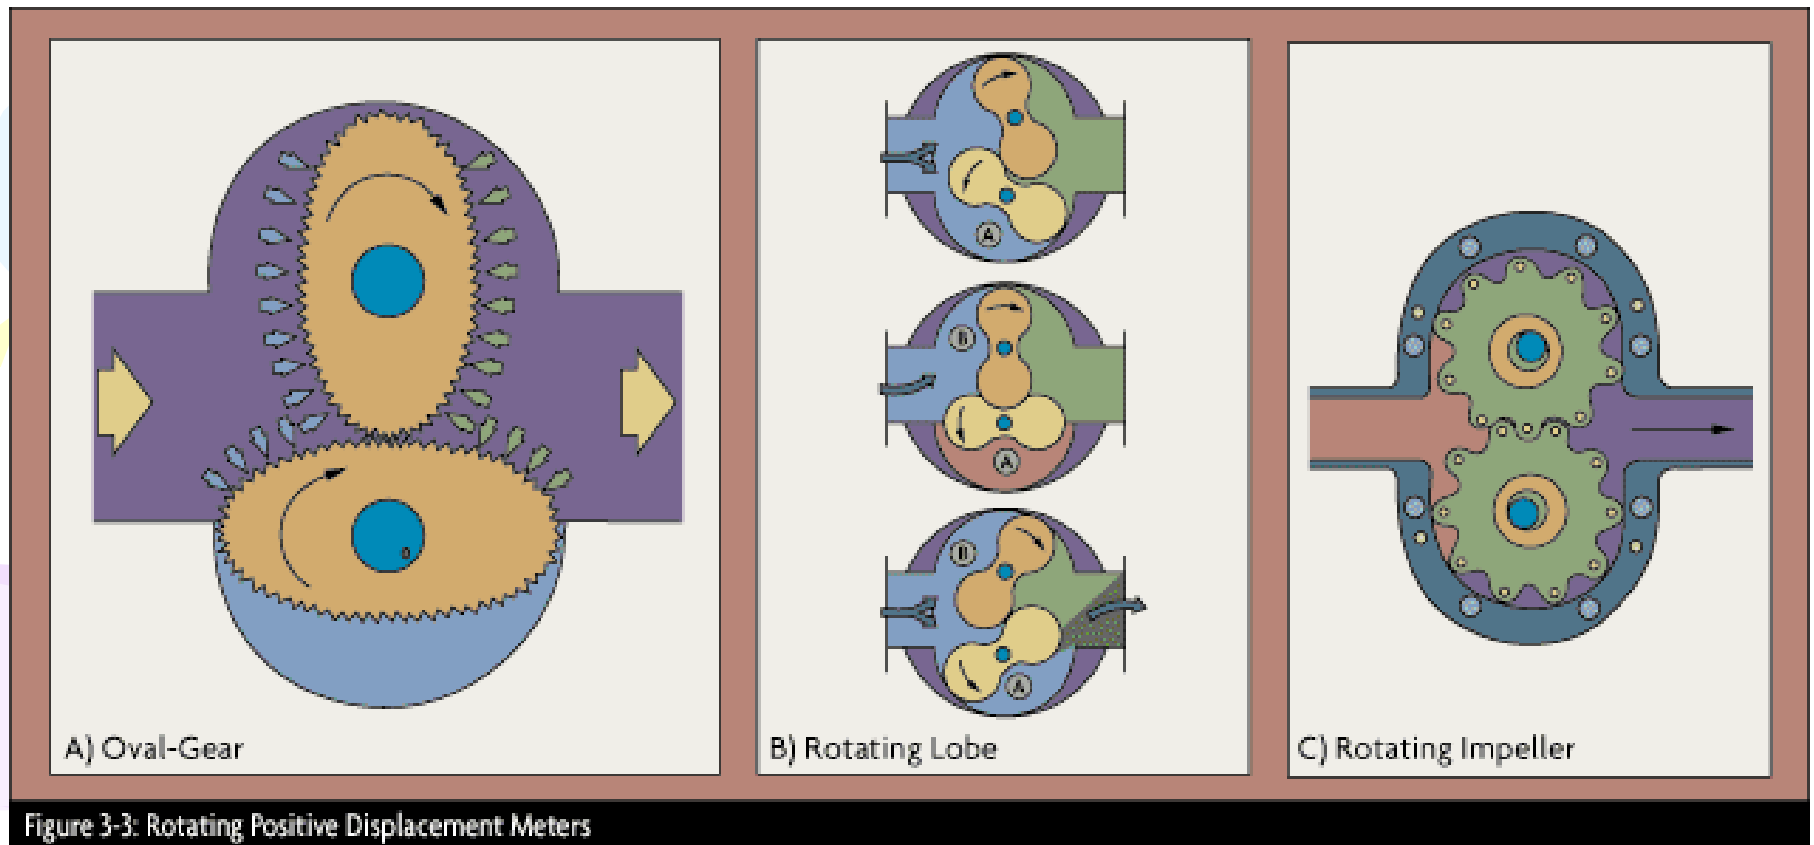 A
B
A
B
A
A) Oval-Gear
B) Rotating Lobe
C) Rotating Impeller
Figure 3-3: Rotating Positive Displacement Meters